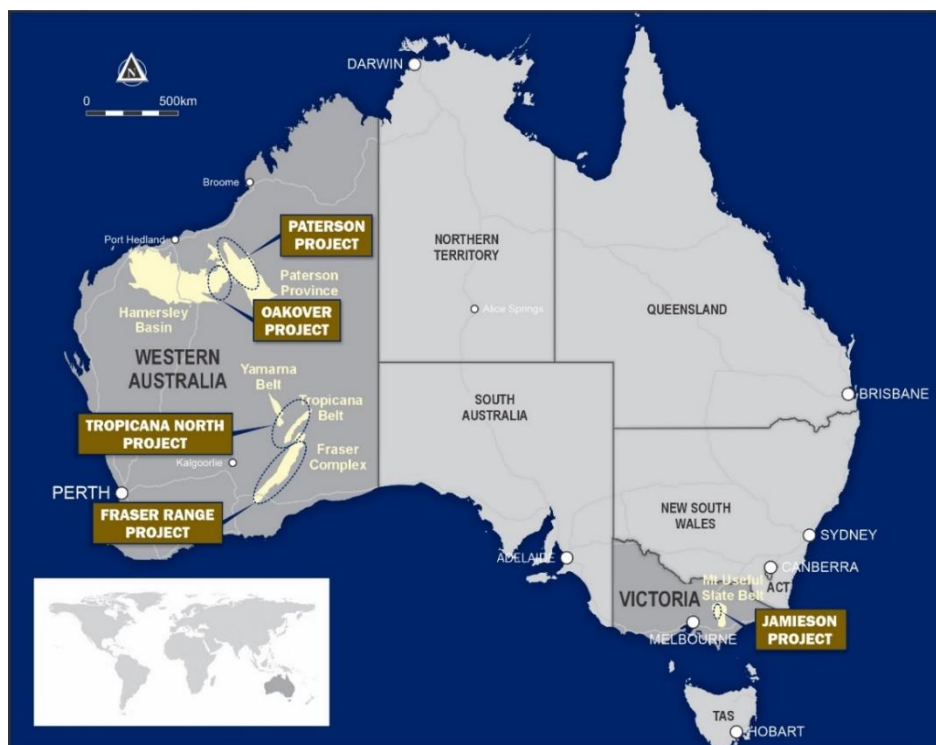 DARWIN
N
0 500km
Broome
PATERSON
PROJECT
Port Hedland
NORTHERN
TERRITORY
Paterson
Province
Hamersley
Basin
OAKOVER
PROJECT
Alice Springs
QUEENSLAND
WESTERN
AUSTRALIA
Yamarna
Belt
Tropicana
Belt
SOUTH
AUSTRALIA
BRISBANE
TROPICANA NORTH
PROJECT
Fraser
Complex
Kalgoorlie
PERTH
FRASER RANGE
PROJECT
NEW SOUTH
WALES
SYDNEY
ADELAIDE
CANBERRA
ACT
Mt Useful
Slate Belt
VICTORIA
MELBOURNE
JAMIESON
PROJECT
TAS
HOBART